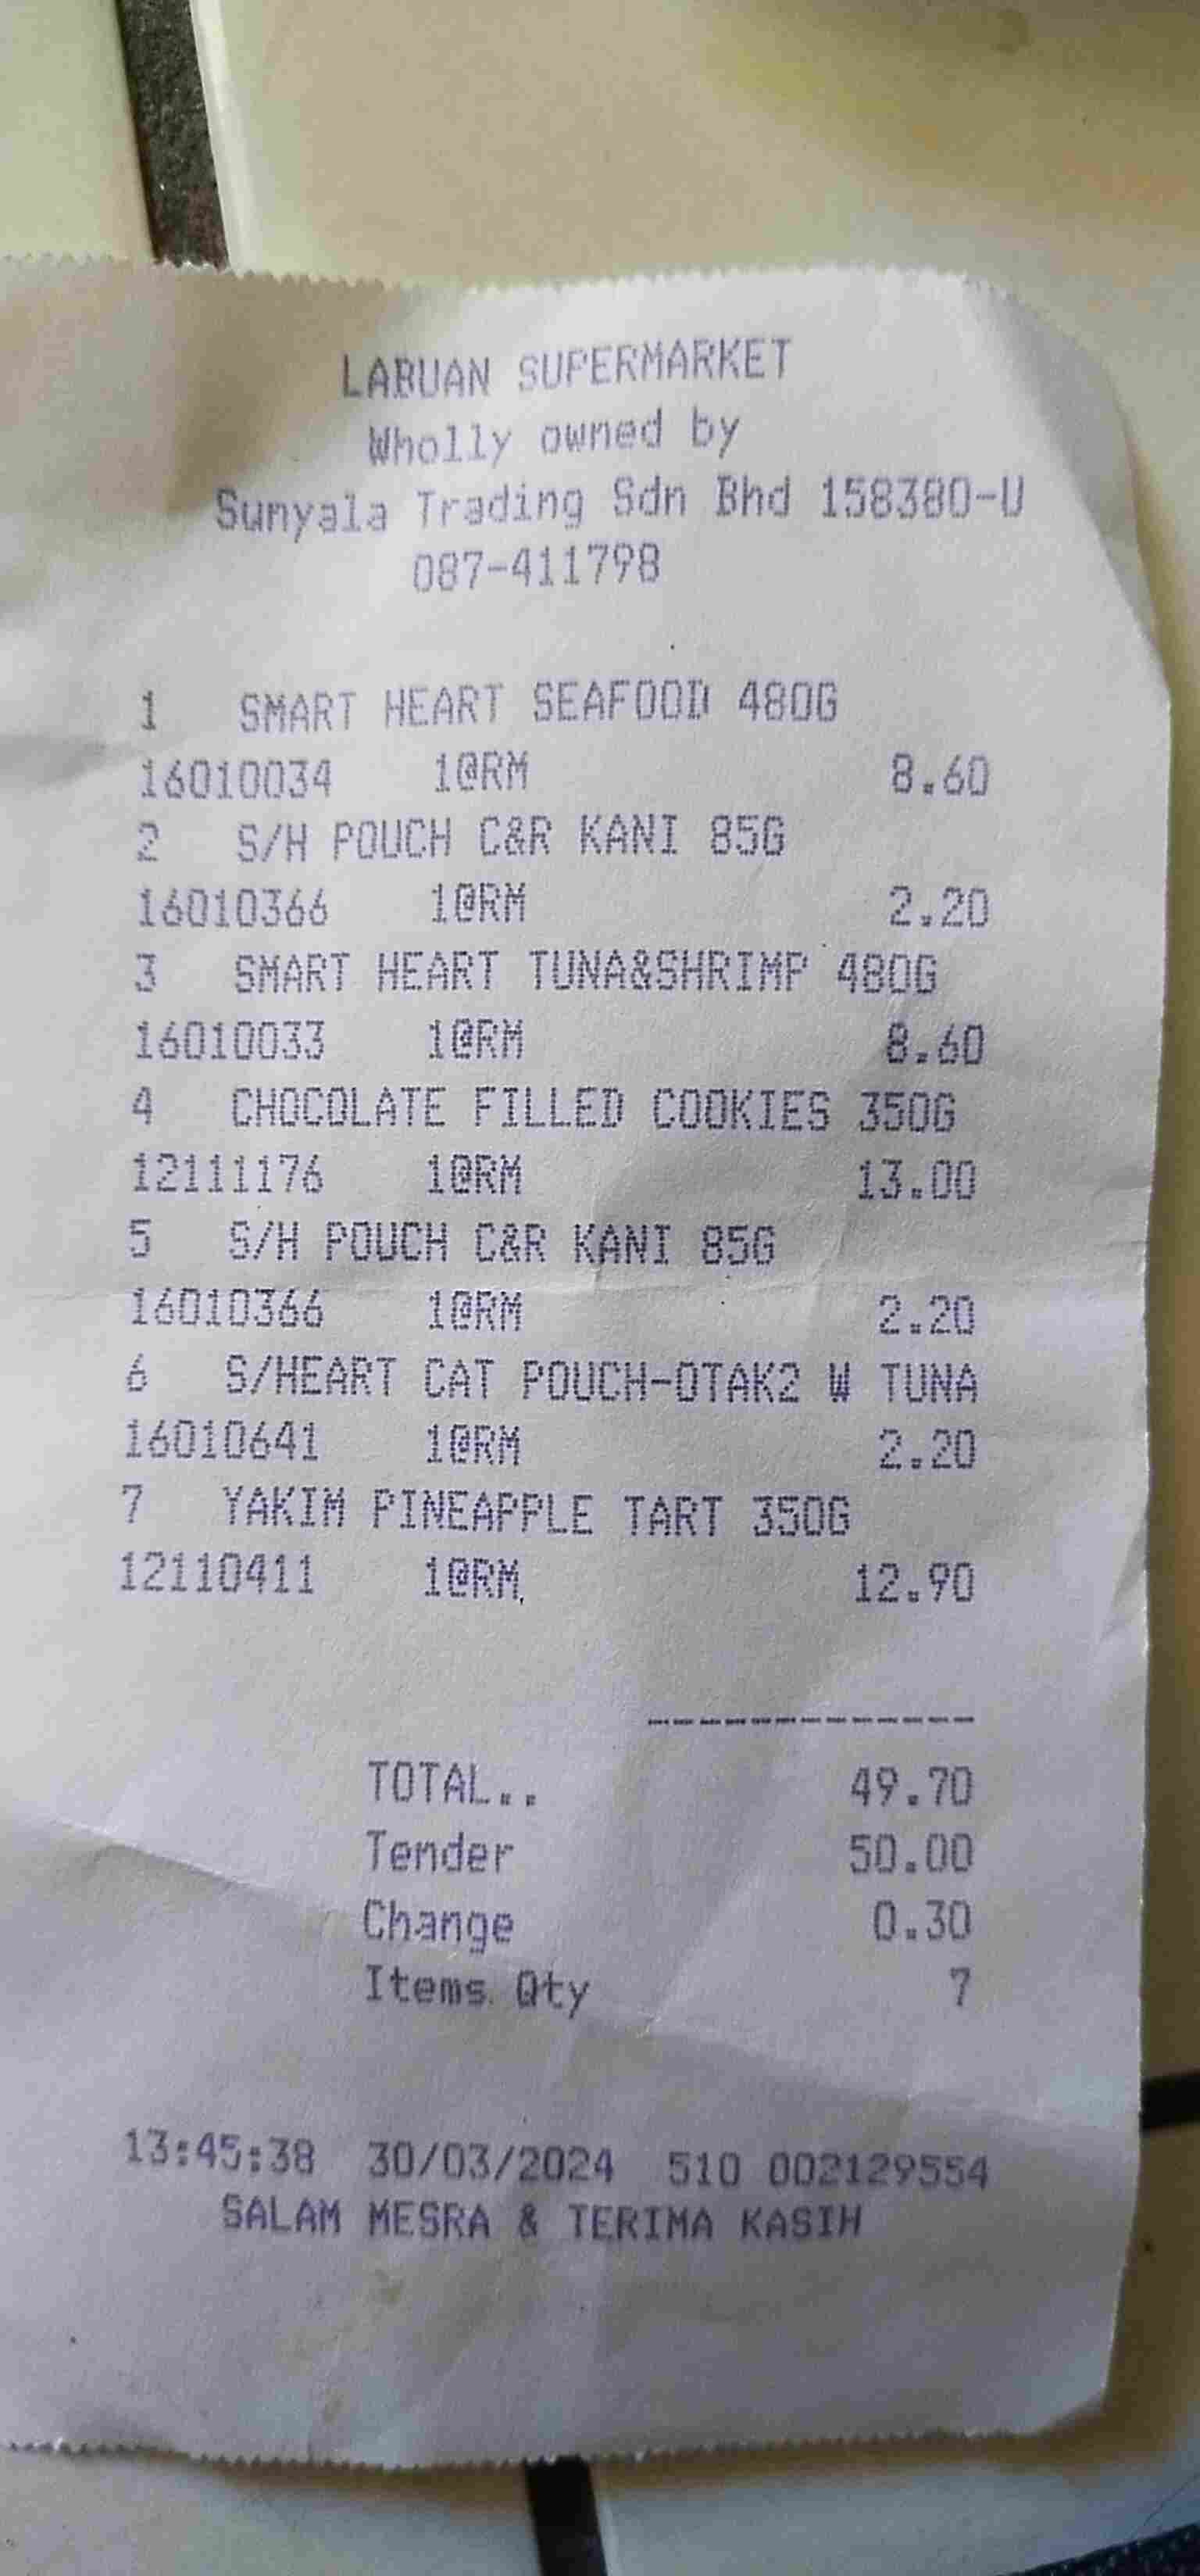 LABUAN SUPERMARKET
Wholly owned by
Sunyala Trading Sdn Bhd 158380-U
087-411798
1 SMART HEART SEAFOOD 480G
16010034 1@RM 8.60
2 S/H POUCH C&R KANI 85G
16010366 1@RM 2.20
3 SMART HEART TUNA&SHRIMP 480G
16010033 1@RM 8.60
4 CHOCOLATE FILLED COOKIES 350G
12111176 1@RM 13.00
5 S/H POUCH C&R KANI 85G
16010366 1@RM 2.20
6 S/HEART CAT POUCH-OTAK2 W TUNA
16010641 1@RM 2.20
7 YAKIM PINEAPPLE TART 350G
12110411 1@RM 12.90
------------
TOTAL.. 49.70
Tender 50.00
Change 0.30
Items Qty 7
13:45:38 30/03/2024 510 002129554
SALAM MESRA & TERIMA KASIH